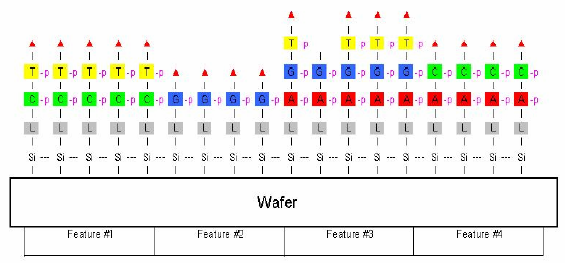 T p T -p T -p T p
T -p T -p T -p T -p T -p G -p G -p G -p G -p G -p C -p C -p C -p C -p
C -p C -p C -p C -p C -p G -p G -p G -p G -p A -p A -p A -p A -p A -p A -p A -p A -p A -p
L L L L L L L L L L L L L L L L L L
Si --- Si --- Si --- Si --- Si --- Si --- Si --- Si --- Si --- Si --- Si --- Si --- Si --- Si --- Si --- Si --- Si --- Si ---
Wafer
Feature #1 Feature #2 Feature #3 Feature #4